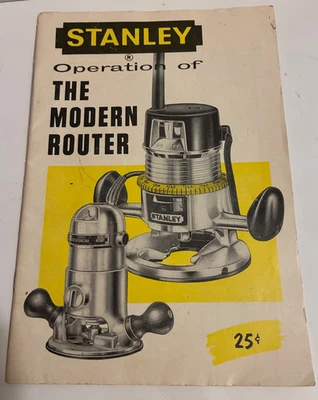 STANLEY
®
Operation of
THE
MODERN
ROUTER
STANLEY
25¢